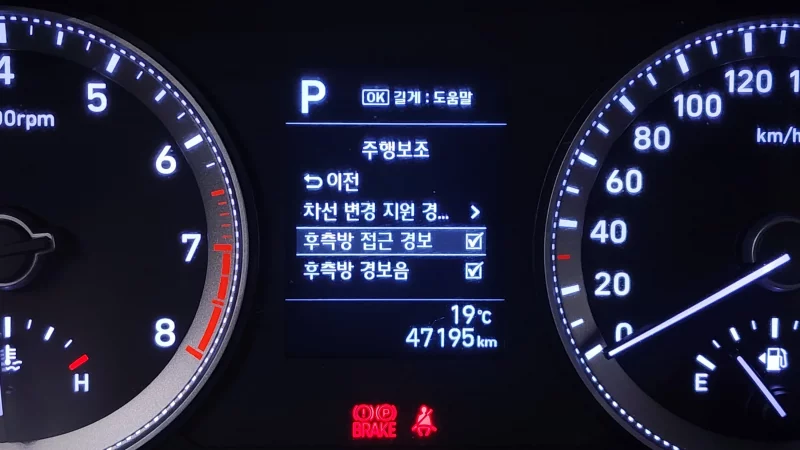 4
5
6
7
8
00rpm
H
P
OK 길게 : 도움말
주행보조
이전
차선 변경 지원 경...
후측방 접근 경보
후측방 경보음
19℃
47195km
P
BRAKE
120
100
80
60
40
20
0
km/h
E